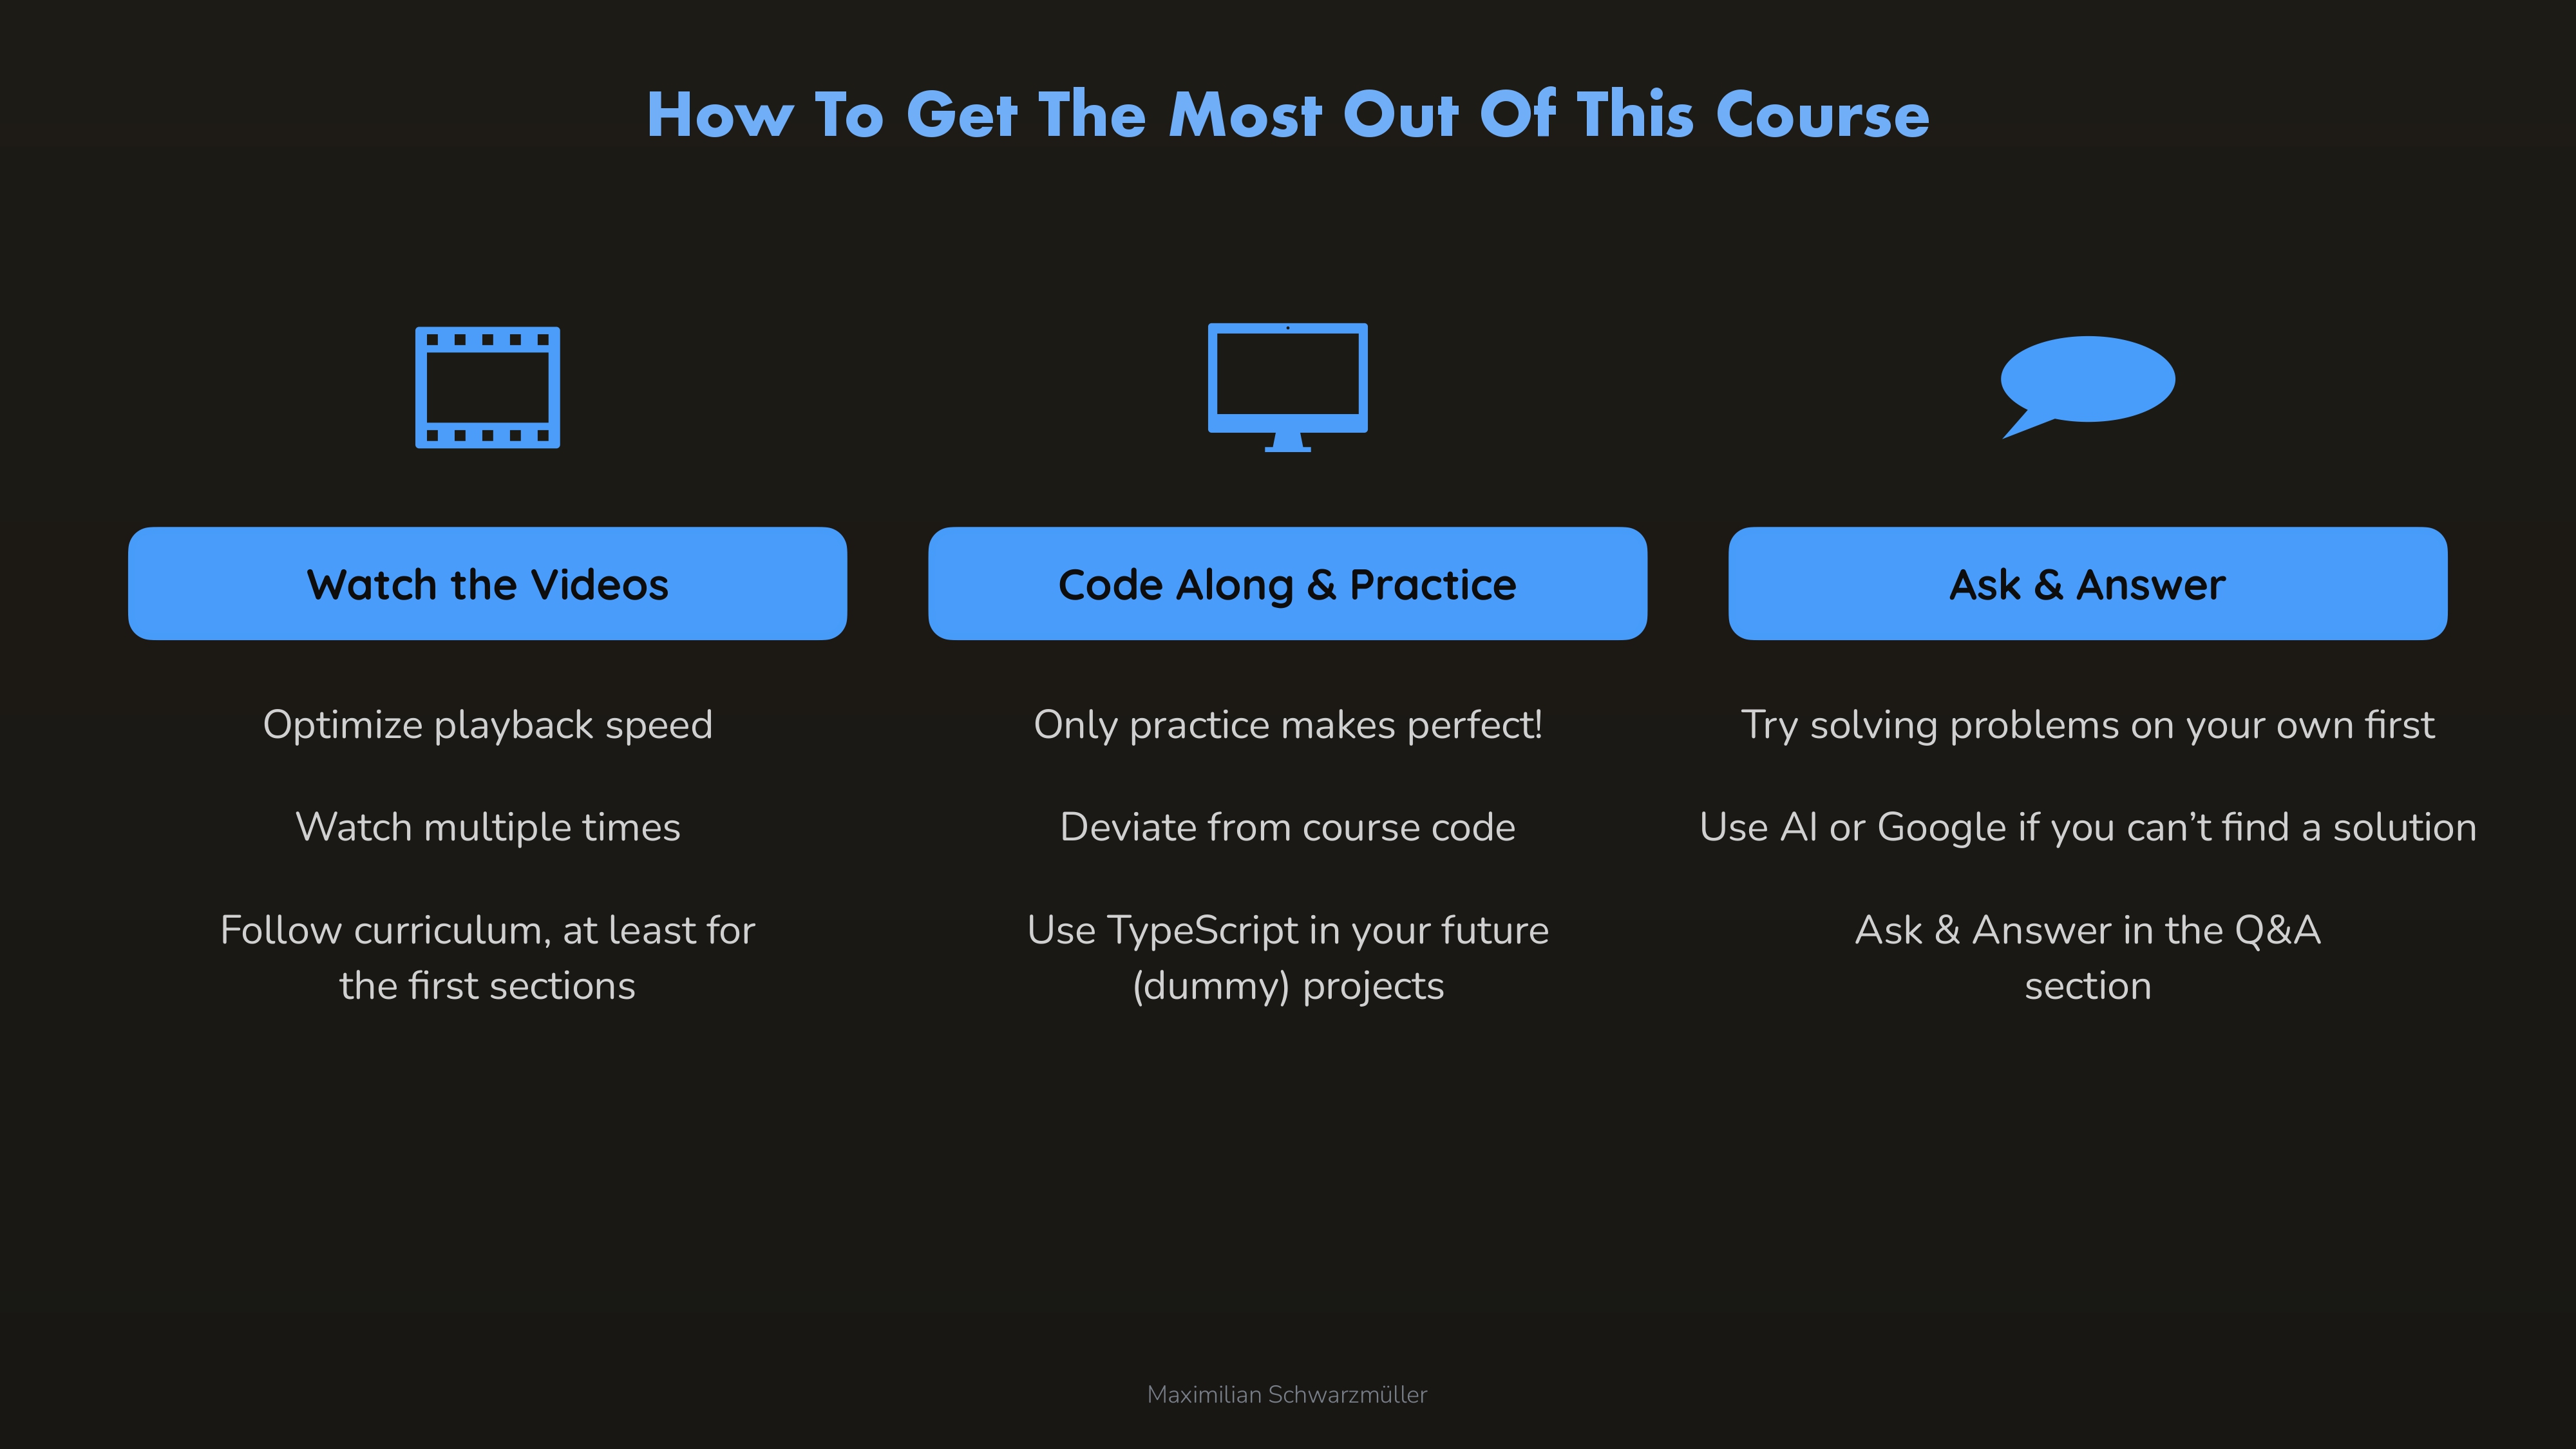 How To Get The Most Out Of This Course
Watch the Videos
Optimize playback speed
Watch multiple times
Follow curriculum, at least for
the first sections
Code Along & Practice
Only practice makes perfect!
Deviate from course code
Use TypeScript in your future
(dummy) projects
Ask & Answer
Try solving problems on your own first
Use AI or Google if you can’t find a solution
Ask & Answer in the Q&A
section
Maximilian Schwarzmüller